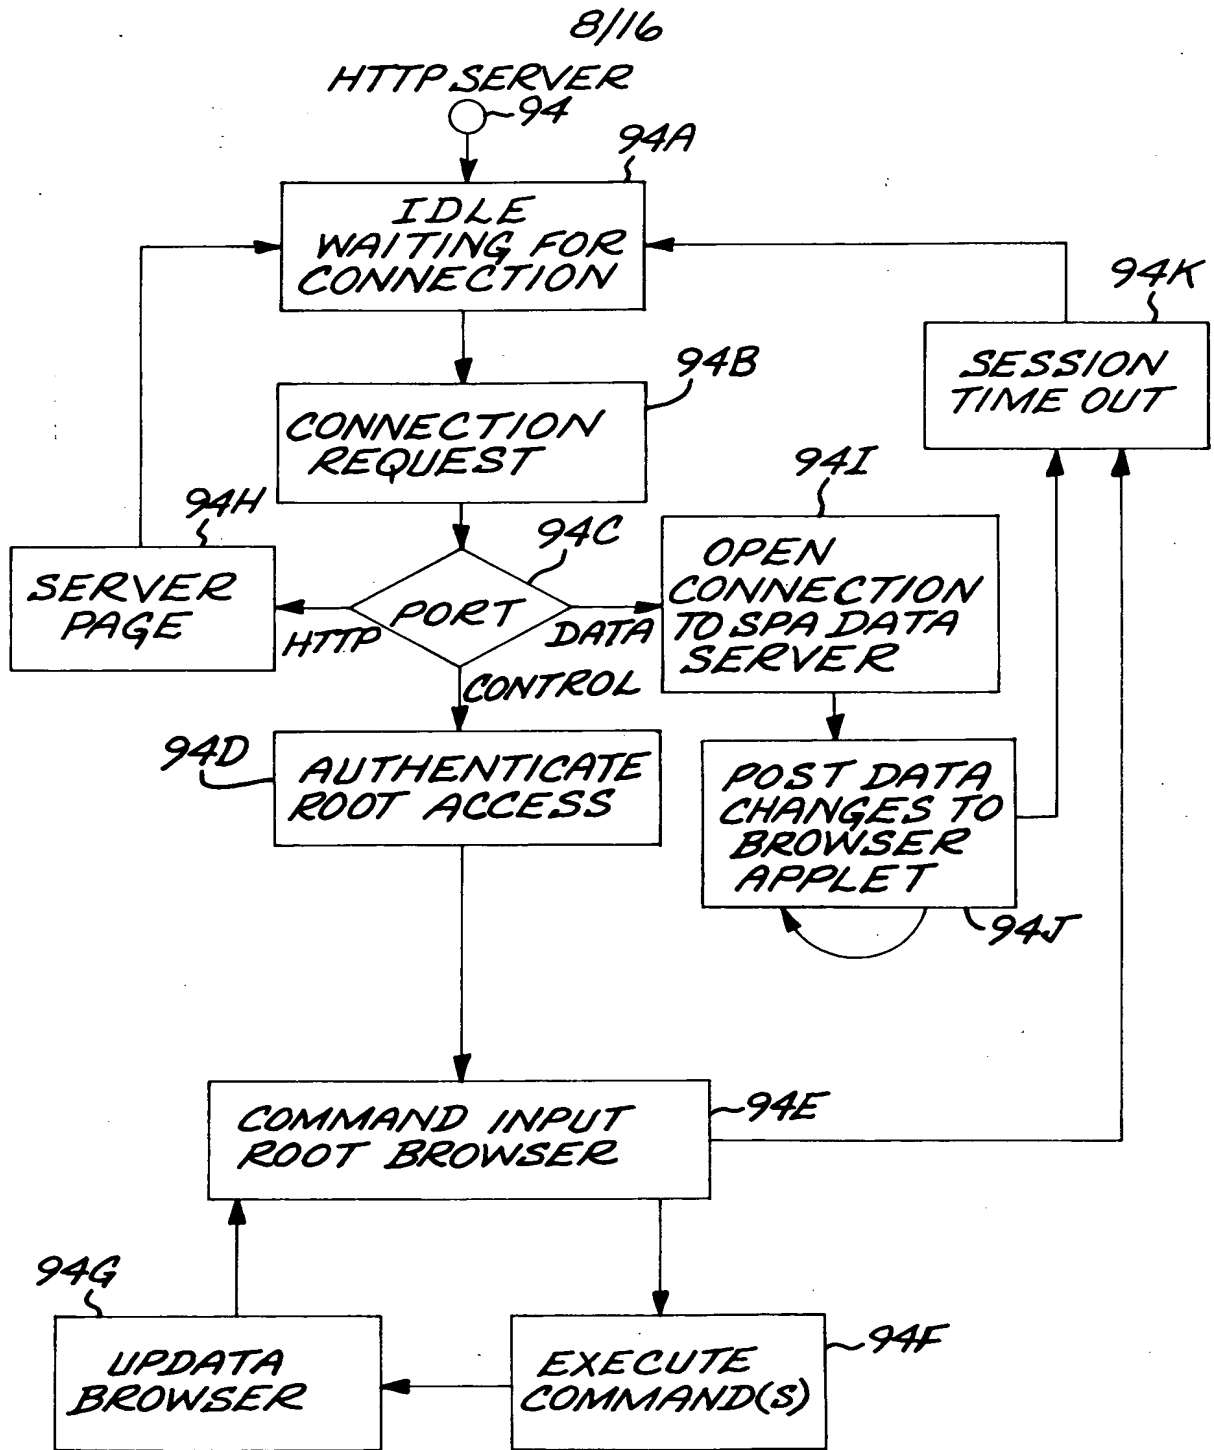 8/16
HTTP SERVER
94
94A
IDLE
WAITING FOR
CONNECTION
94K
SESSION
TIME OUT
94B
CONNECTION
REQUEST
94H
SERVER
PAGE
94C
PORT
HTTP
DATA
CONTROL
94I
OPEN
CONNECTION
TO SPA DATA
SERVER
94D
AUTHENTICATE
ROOT ACCESS
POST DATA
CHANGES TO
BROWSER
APPLET
94J
COMMAND INPUT
ROOT BROWSER
94E
94G
UPDATA
BROWSER
EXECUTE
COMMAND(S)
94F